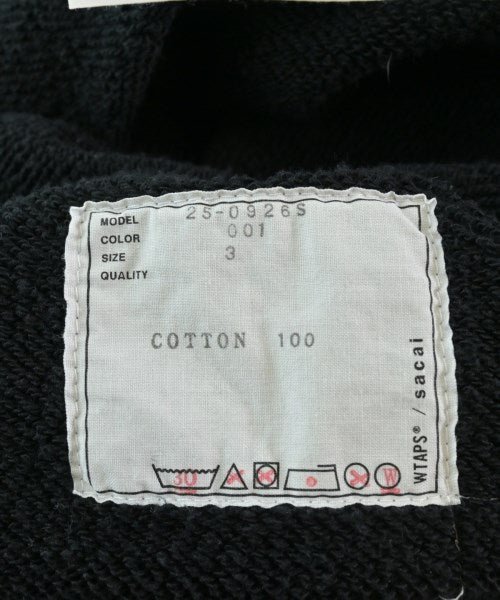 MODEL 25-0926S
COLOR 001
SIZE 3
QUALITY
COTTON 100
WTAPS® / sacai
30
W